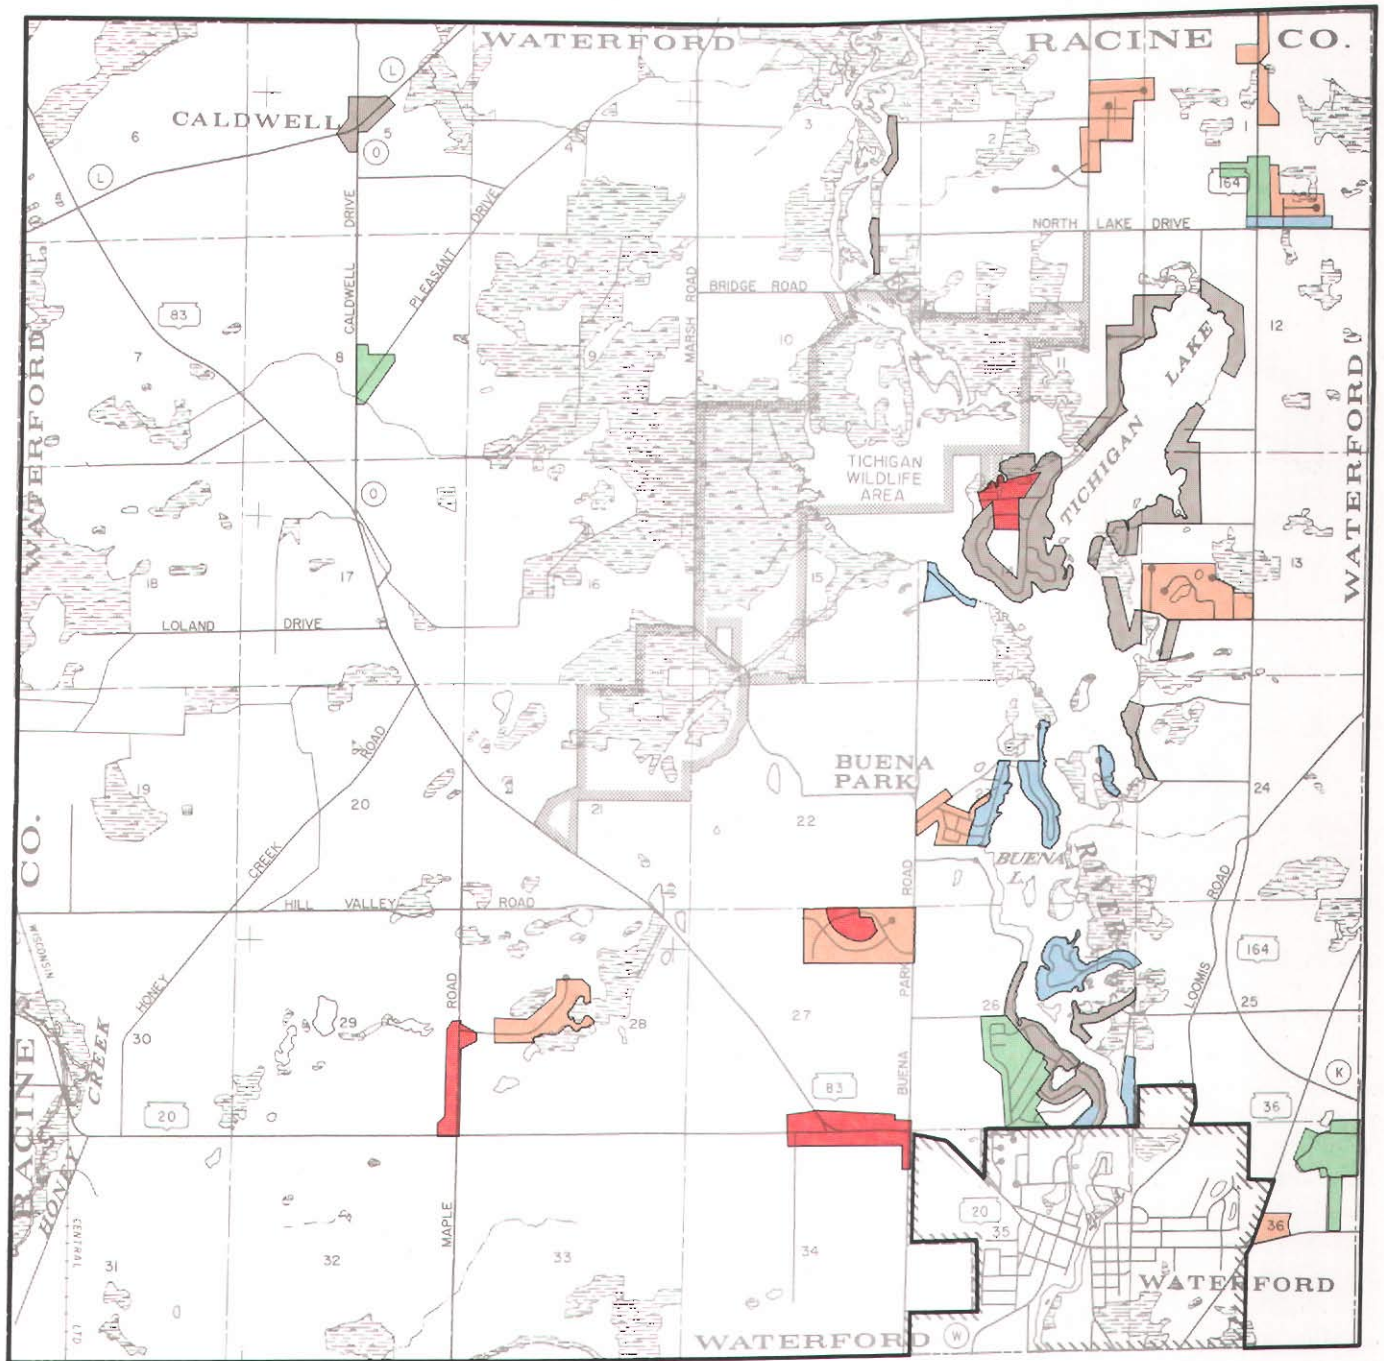 WATERFORD
RACINE CO.
L
CALDWELL
6
5
4
3
2
1
O
L
164
NORTH LAKE DRIVE
CALDWELL DRIVE
PLEASANT DRIVE
MARSH ROAD
BRIDGE ROAD
83
7
8
9
10
11
12
TICHIGAN LAKE
WATERFORD
WATERFORD
TICHIGAN
WILDLIFE
AREA
O
18
17
16
15
13
LOLAND DRIVE
BUENA
PARK
19
20
21
22
23
24
HONEY CREEK ROAD
BUENA
L.
RIVER
HILL VALLEY ROAD
CO.
WISCONSIN
164
LOOMIS ROAD
BUENA PARK ROAD
30
29
28
27
26
25
RACINE
HONEY CREEK
20
83
K
36
MAPLE ROAD
20
35
36
31
32
33
34
CENTRAL
LTD
WATERFORD
WATERFORD
W